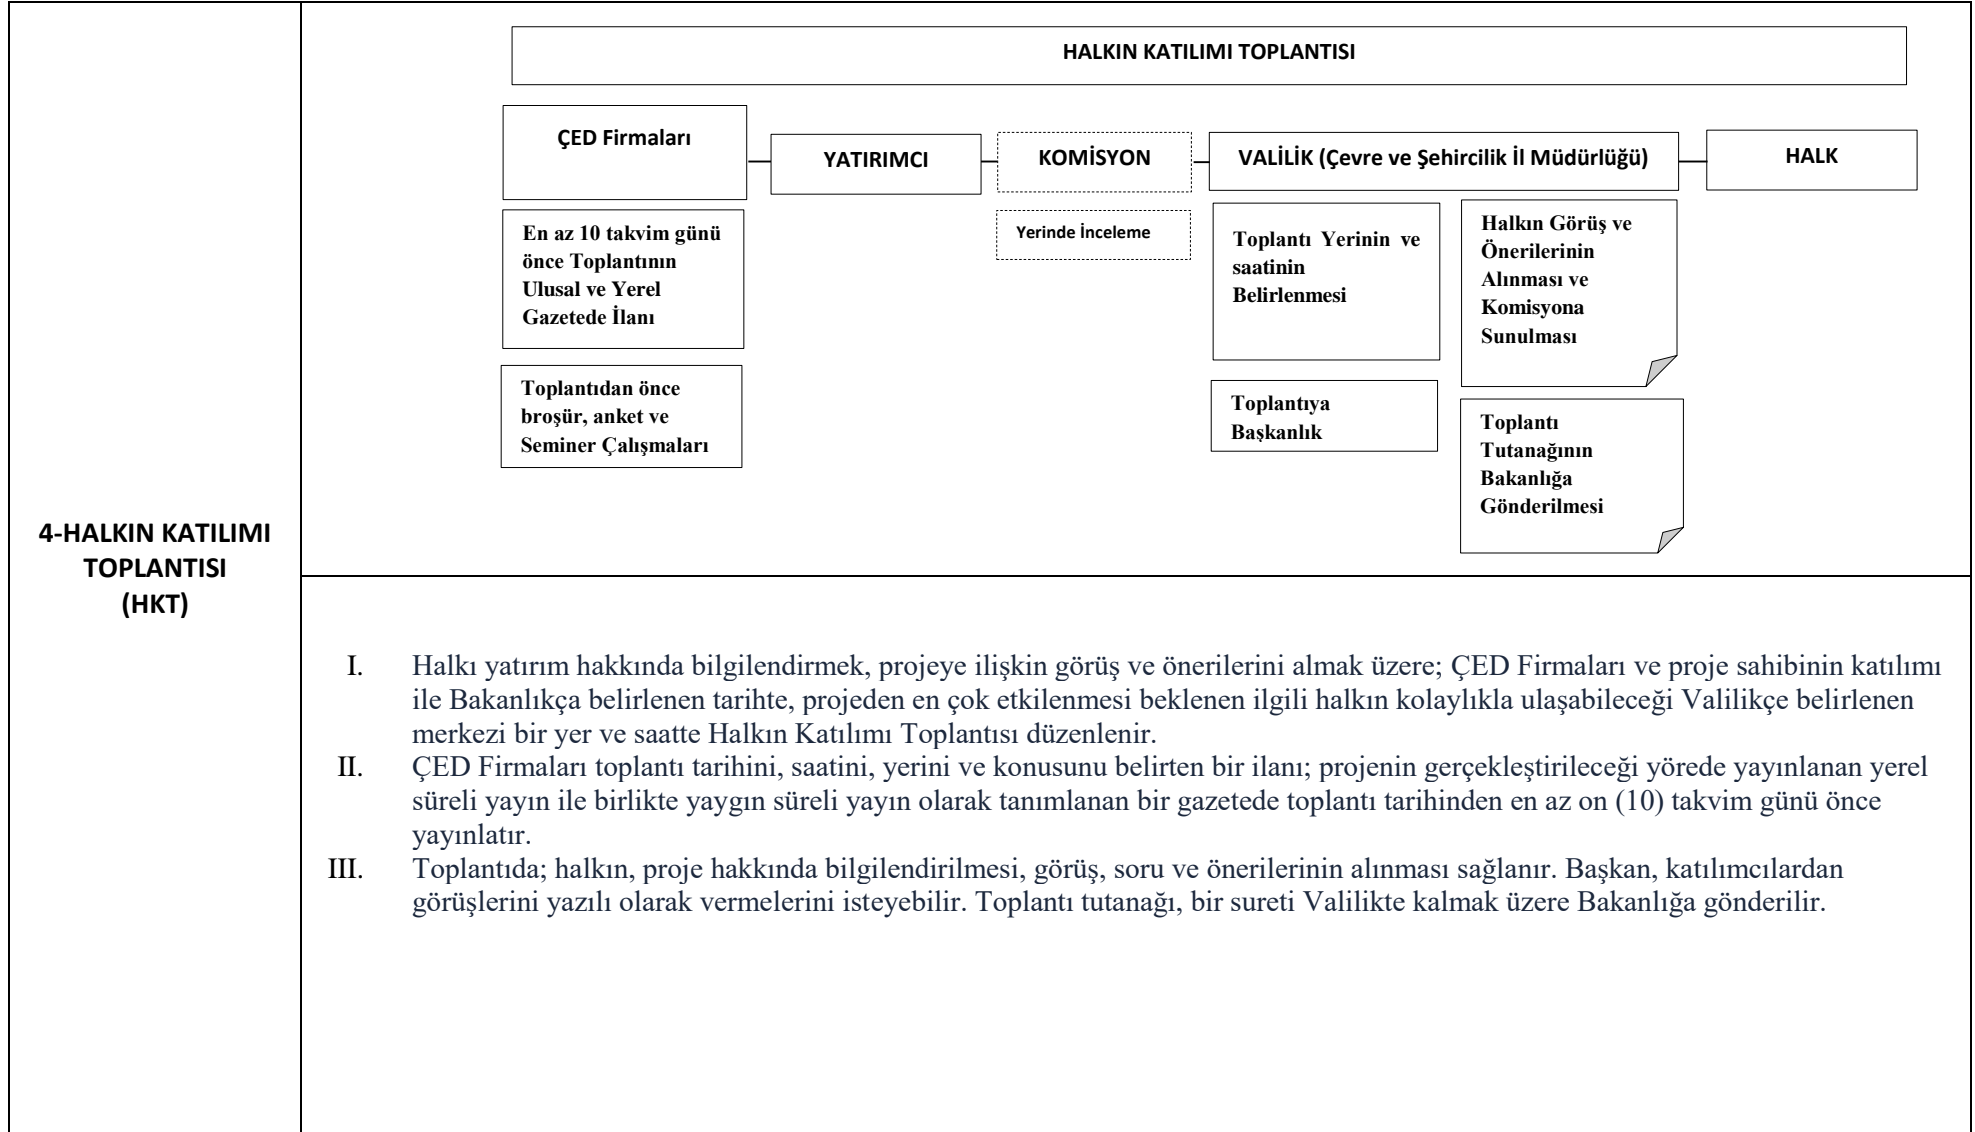 4-HALKIN KATILIMI
TOPLANTISI
(HKT)
HALKIN KATILIMI TOPLANTISI
ÇED Firmaları
YATIRIMCI
KOMİSYON
VALİLİK (Çevre ve Şehircilik İl Müdürlüğü)
HALK
En az 10 takvim günü
önce Toplantının
Ulusal ve Yerel
Gazetede İlanı
Toplantıdan önce
broşür, anket ve
Seminer Çalışmaları
Yerinde İnceleme
Toplantı Yerinin ve
saatinin
Belirlenmesi
Toplantıya
Başkanlık
Halkın Görüş ve
Önerilerinin
Alınması ve
Komisyona
Sunulması
Toplantı
Tutanağının
Bakanlığa
Gönderilmesi
I. Halkı yatırım hakkında bilgilendirmek, projeye ilişkin görüş ve önerilerini almak üzere; ÇED Firmaları ve proje sahibinin katılımı
ile Bakanlıkça belirlenen tarihte, projeden en çok etkilenmesi beklenen ilgili halkın kolaylıkla ulaşabileceği Valilikçe belirlenen
merkezi bir yer ve saatte Halkın Katılımı Toplantısı düzenlenir.
II. ÇED Firmaları toplantı tarihini, saatini, yerini ve konusunu belirten bir ilanı; projenin gerçekleştirileceği yörede yayınlanan yerel
süreli yayın ile birlikte yaygın süreli yayın olarak tanımlanan bir gazetede toplantı tarihinden en az on (10) takvim günü önce
yayınlatır.
III. Toplantıda; halkın, proje hakkında bilgilendirilmesi, görüş, soru ve önerilerinin alınması sağlanır. Başkan, katılımcılardan
görüşlerini yazılı olarak vermelerini isteyebilir. Toplantı tutanağı, bir sureti Valilikte kalmak üzere Bakanlığa gönderilir.